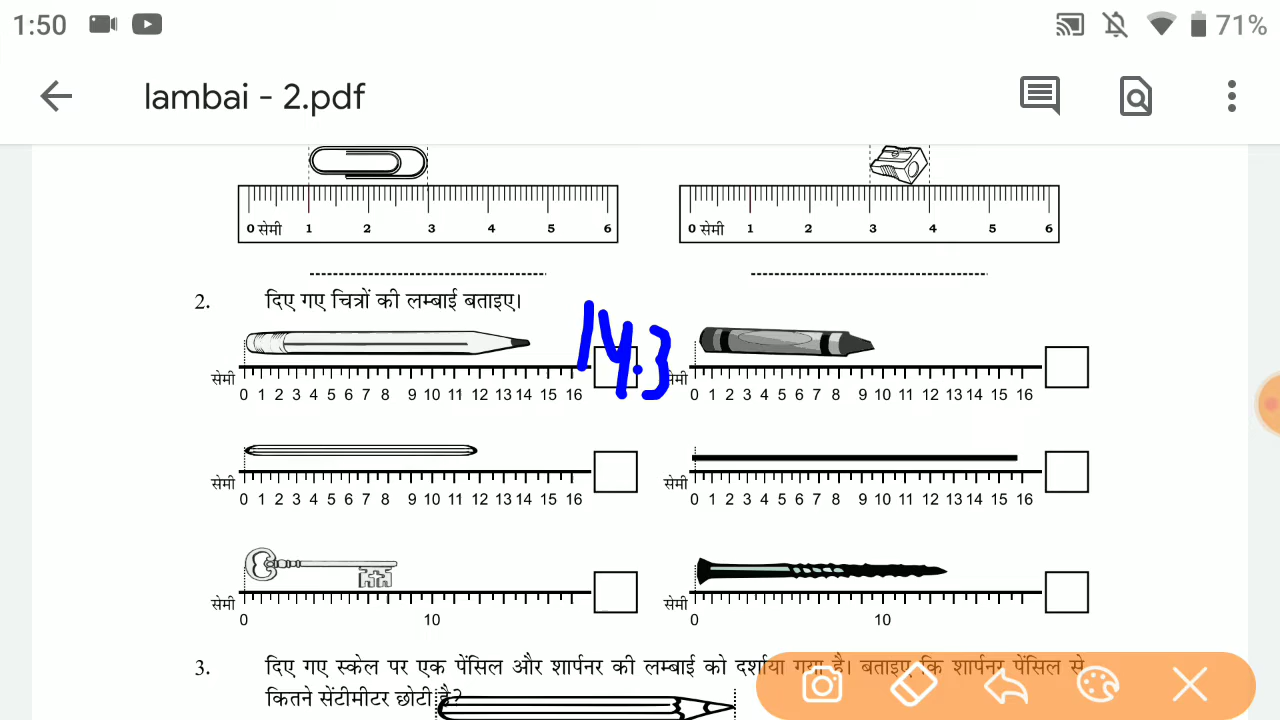 1:50 71%
lambai - 2.pdf
0 सेमी 1 2 3 4 5 6
0 सेमी 1 2 3 4 5 6
2. दिए गए चित्रों की लम्बाई बताइए।
14.3
सेमी 0 1 2 3 4 5 6 7 8 9 10 11 12 13 14 15 16
सेमी 0 1 2 3 4 5 6 7 8 9 10 11 12 13 14 15 16
सेमी 0 1 2 3 4 5 6 7 8 9 10 11 12 13 14 15 16
सेमी 0 1 2 3 4 5 6 7 8 9 10 11 12 13 14 15 16
सेमी 0 10
सेमी 0 10
3. दिए गए स्केल पर एक पेंसिल और शार्पनर की लम्बाई को दर्शाया गया है। बताइए कि शार्पनर पेंसिल से
कितने सेंटीमीटर छोटी है?